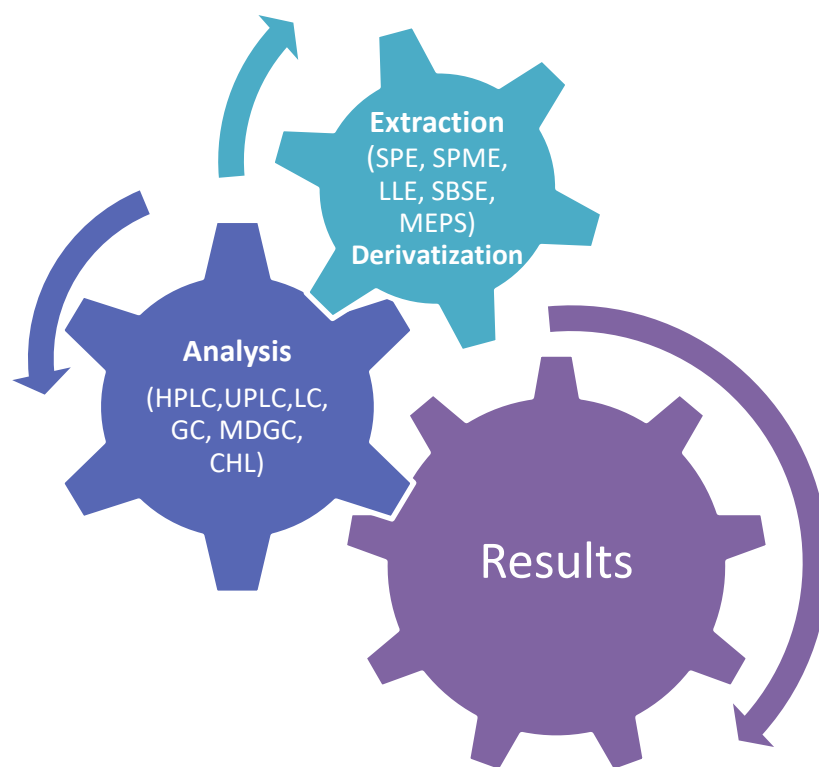 Extraction
(SPE, SPME,
LLE, SBSE,
MEPS)
Derivatization
Analysis
(HPLC,UPLC,LC,
GC, MDGC,
CHL)
Results